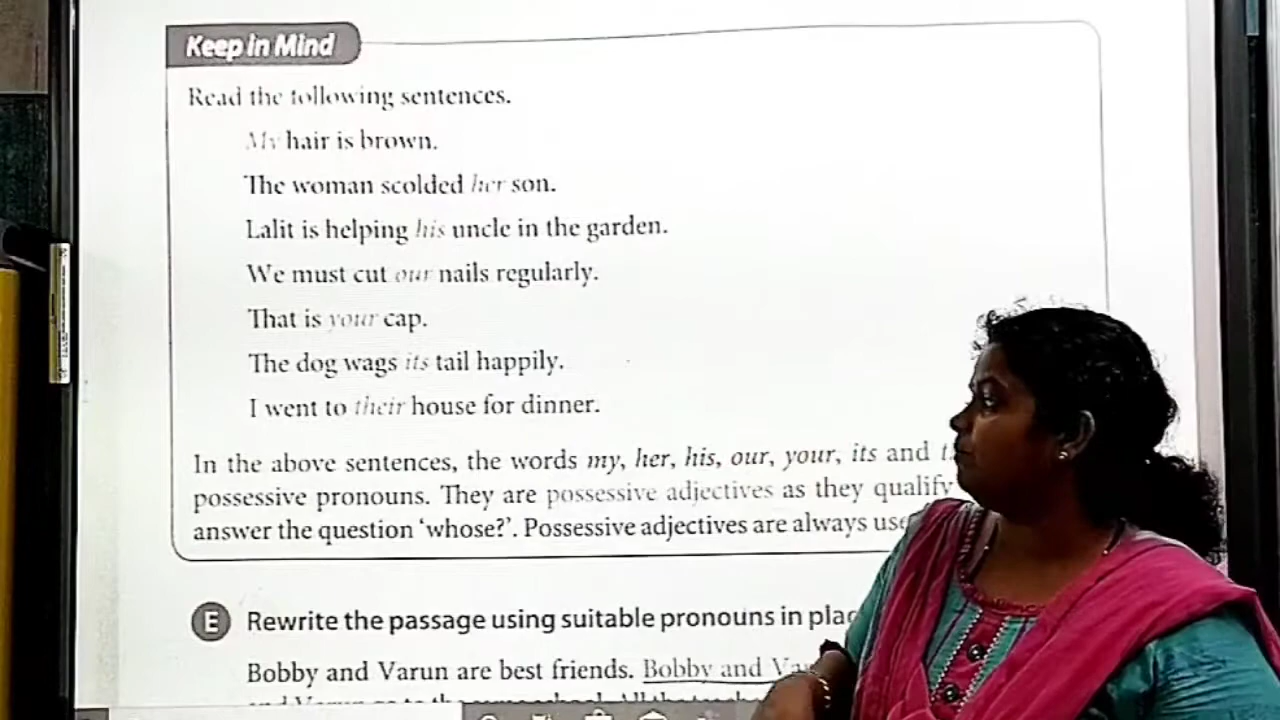 Keep in Mind
Read the following sentences.
My hair is brown.
The woman scolded her son.
Lalit is helping his uncle in the garden.
We must cut our nails regularly.
That is your cap.
The dog wags its tail happily.
I went to their house for dinner.
In the above sentences, the words my, her, his, our, your, its and
possessive pronouns. They are possessive adjectives as they qualify
answer the question ‘whose?’. Possessive adjectives are always
E Rewrite the passage using suitable pronouns in
Bobby and Varun are best friends. Bobby and